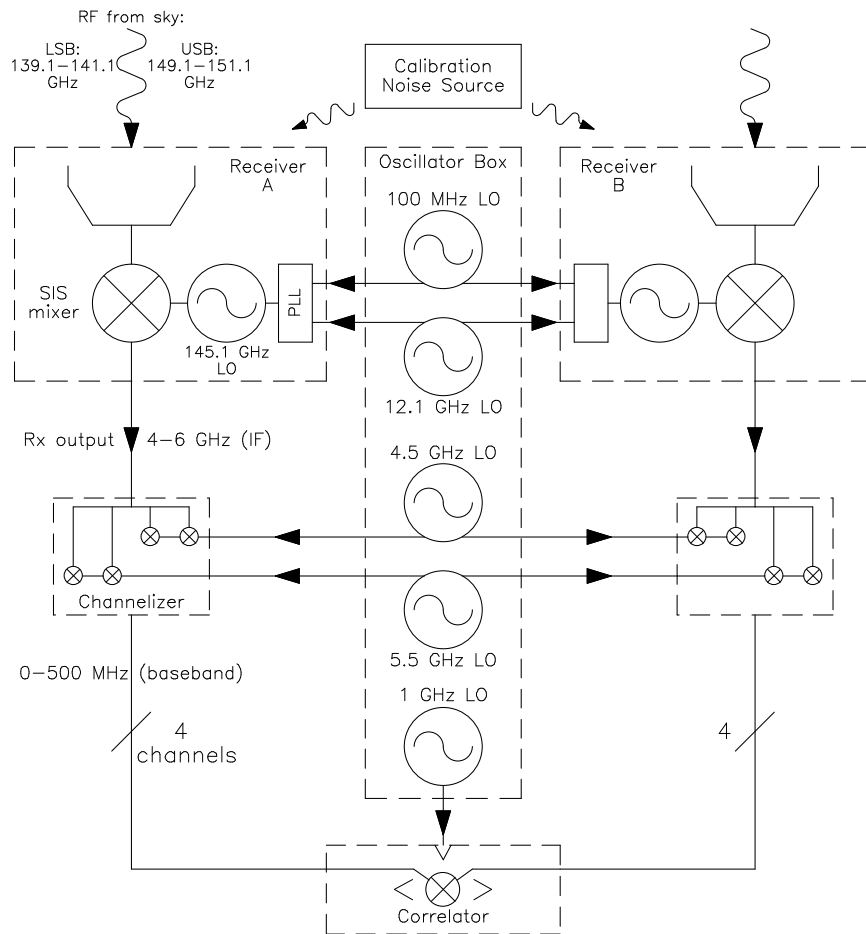 RF from sky:
LSB:
139.1–141.1
GHz
USB:
149.1–151.1
GHz
Calibration
Noise Source
Receiver
A
Oscillator Box
Receiver
B
100 MHz LO
SIS
mixer
PLL
145.1 GHz
LO
12.1 GHz LO
Rx output
4–6 GHz (IF)
4.5 GHz LO
Channelizer
5.5 GHz LO
0–500 MHz (baseband)
1 GHz LO
4
channels
4
Correlator